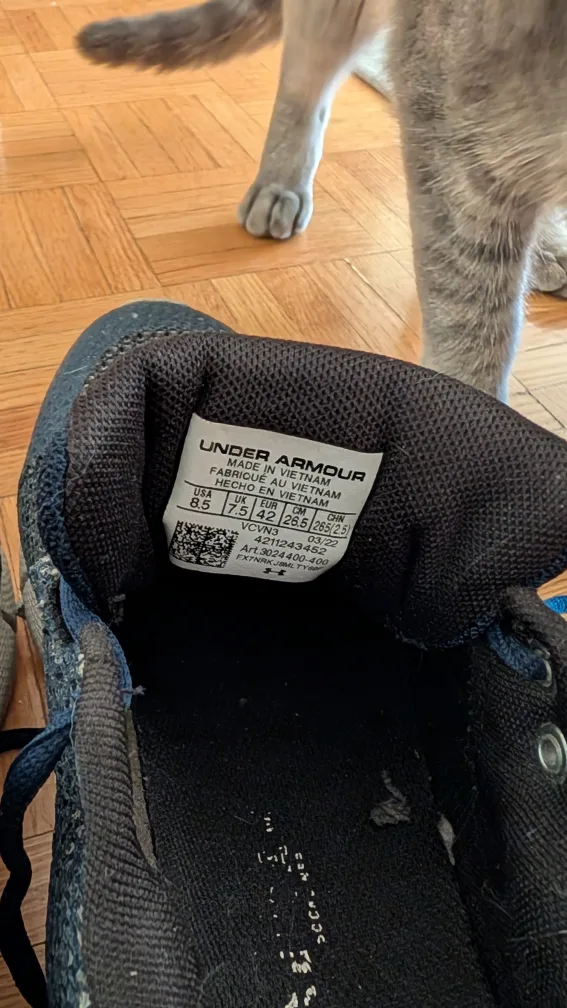 UNDER ARMOUR
MADE IN VIETNAM
FABRIQUÉ AU VIETNAM
HECHO EN VIETNAM
USA UK EUR CM CHN
8.5 7.5 42 26.5 265(2.5)
VCVN3 03/22
4211243452
Art.3024400-400